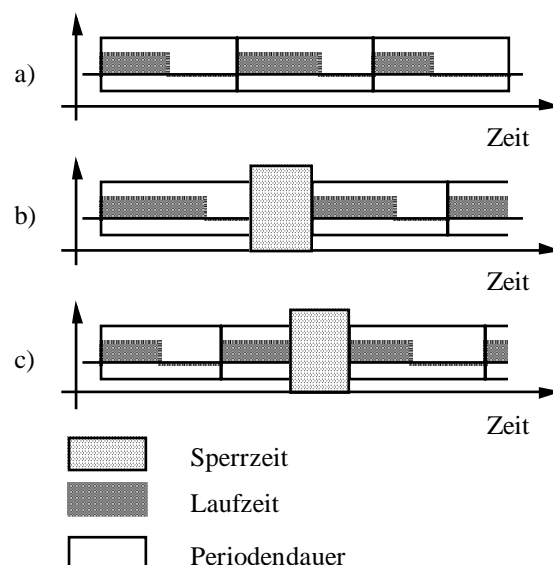 a)
Zeit
b)
Zeit
c)
Zeit
Sperrzeit
Laufzeit
Periodendauer